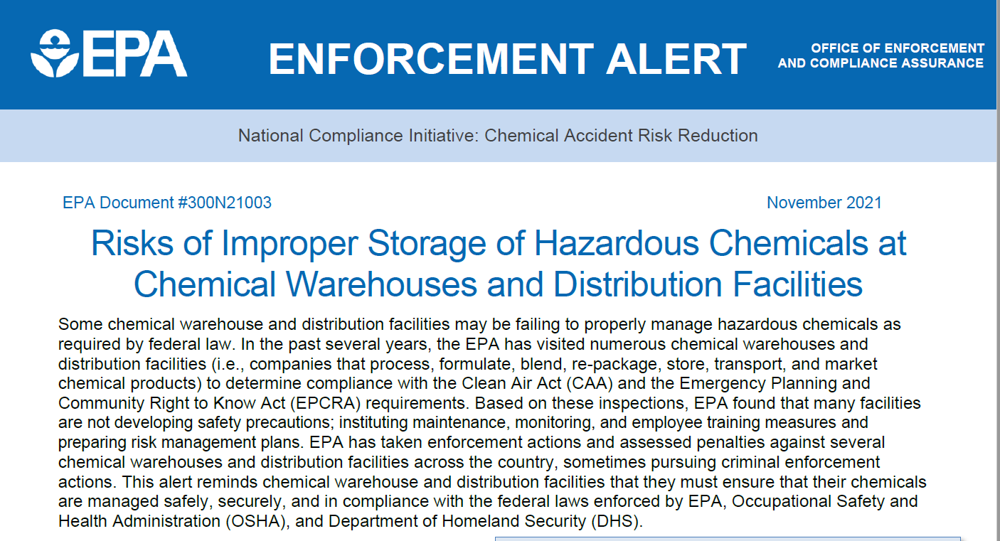 EPA
ENFORCEMENT ALERT
OFFICE OF ENFORCEMENT
AND COMPLIANCE ASSURANCE
National Compliance Initiative: Chemical Accident Risk Reduction
EPA Document #300N21003
November 2021
Risks of Improper Storage of Hazardous Chemicals at
Chemical Warehouses and Distribution Facilities
Some chemical warehouse and distribution facilities may be failing to properly manage hazardous chemicals as
required by federal law. In the past several years, the EPA has visited numerous chemical warehouses and
distribution facilities (i.e., companies that process, formulate, blend, re-package, store, transport, and market
chemical products) to determine compliance with the Clean Air Act (CAA) and the Emergency Planning and
Community Right to Know Act (EPCRA) requirements. Based on these inspections, EPA found that many facilities
are not developing safety precautions; instituting maintenance, monitoring, and employee training measures and
preparing risk management plans. EPA has taken enforcement actions and assessed penalties against several
chemical warehouses and distribution facilities across the country, sometimes pursuing criminal enforcement
actions. This alert reminds chemical warehouse and distribution facilities that they must ensure that their chemicals
are managed safely, securely, and in compliance with the federal laws enforced by EPA, Occupational Safety and
Health Administration (OSHA), and Department of Homeland Security (DHS).